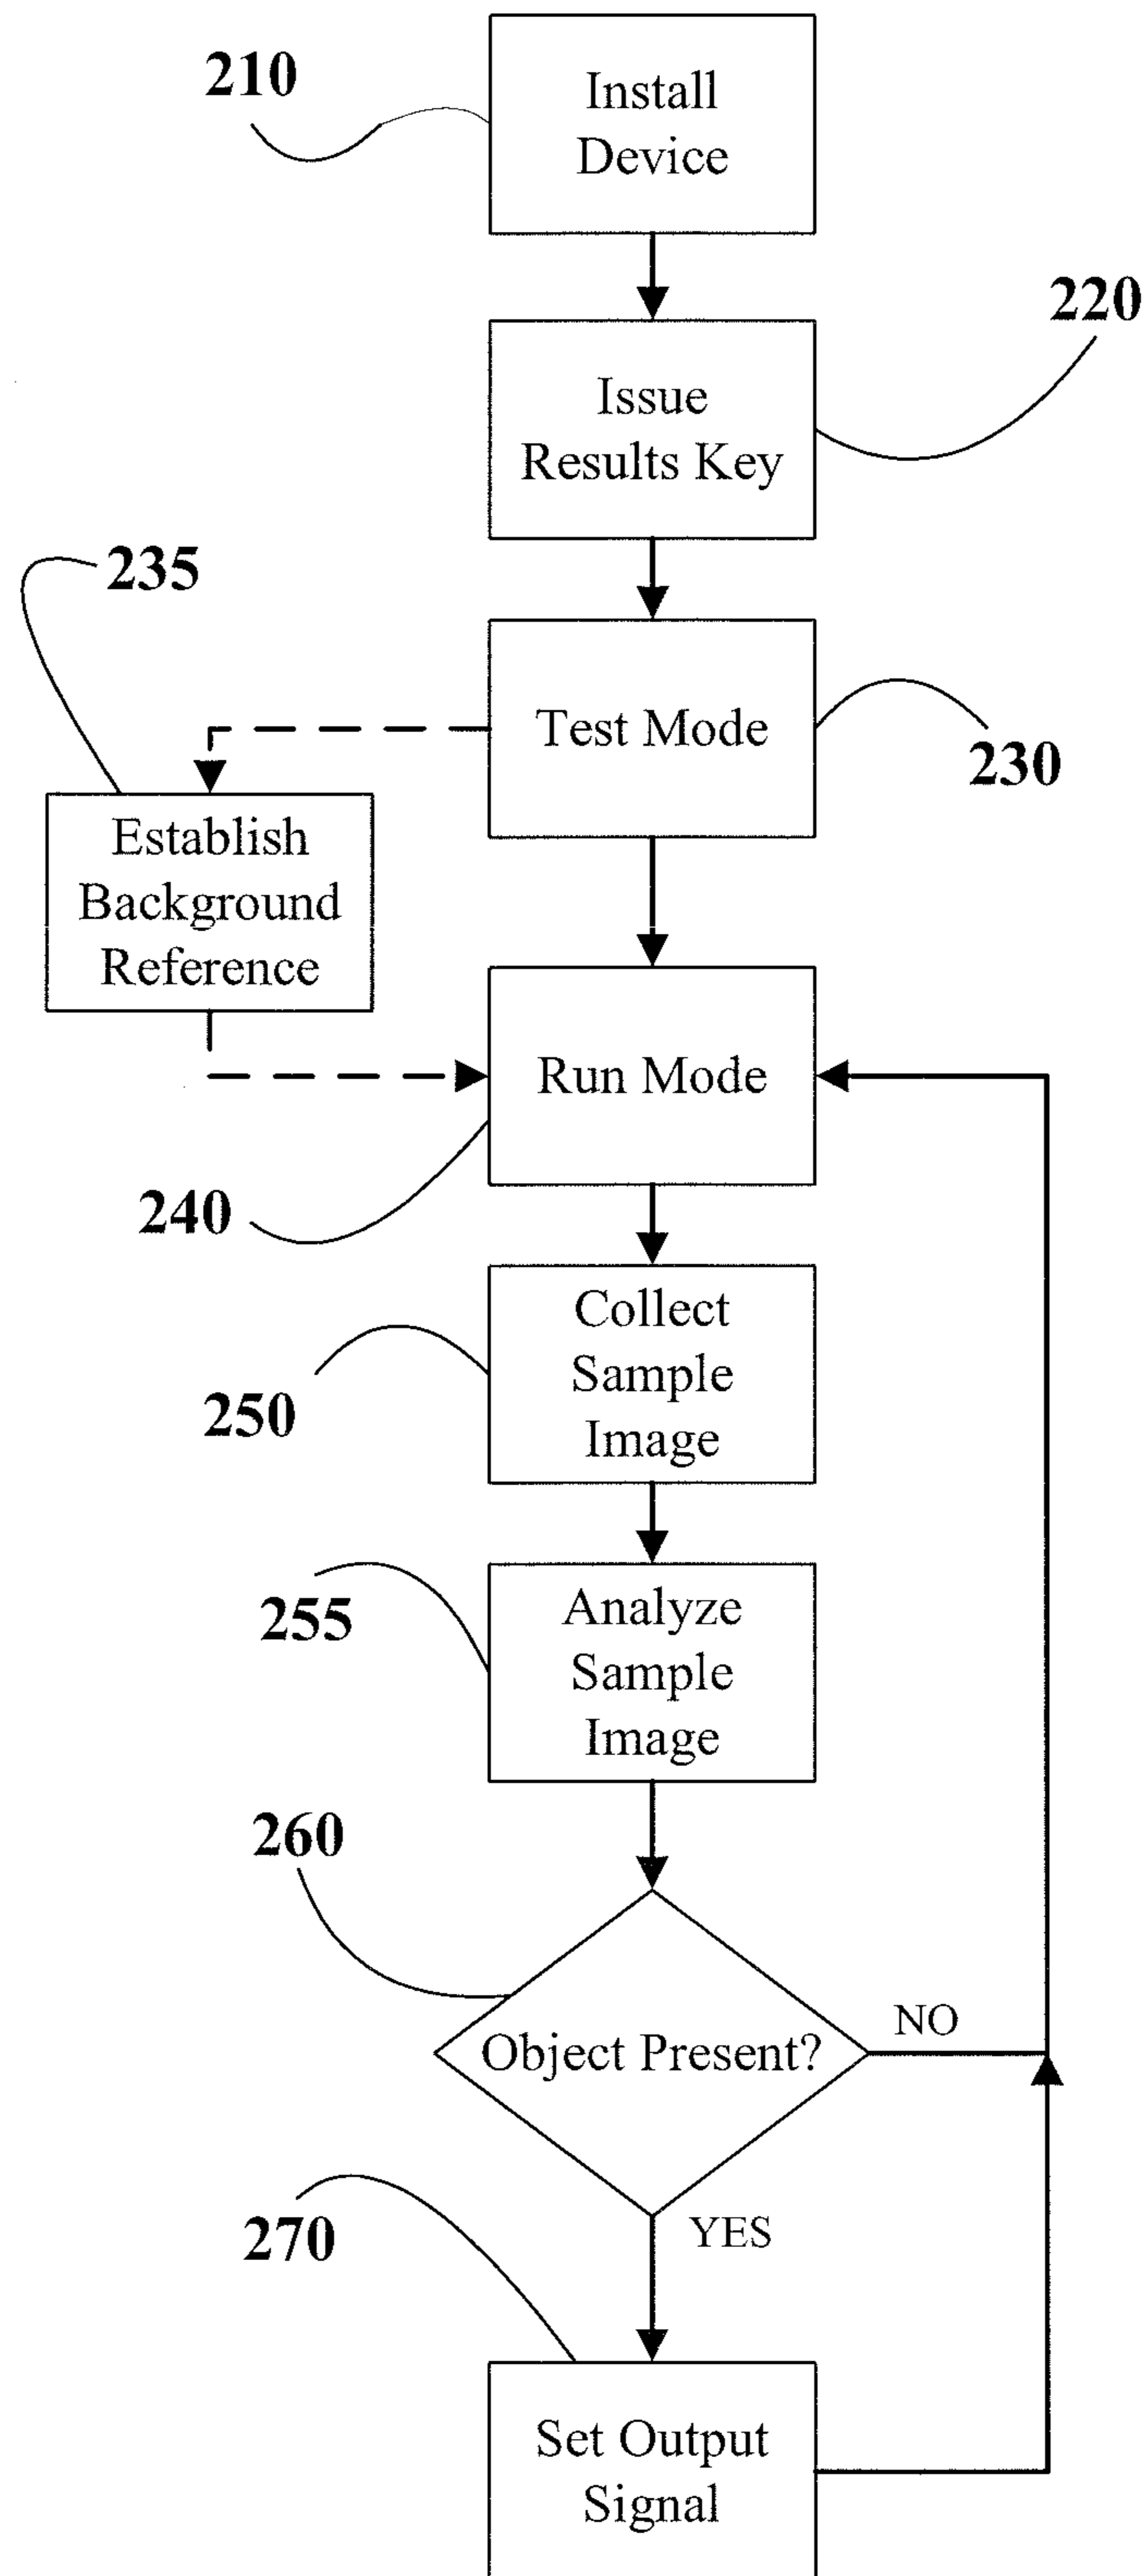 210
Install
Device
220
Issue
Results Key
235
Test Mode
230
Establish
Background
Reference
Run Mode
240
Collect
Sample
Image
250
Analyze
Sample
Image
255
260
Object Present?
NO
YES
270
Set Output
Signal